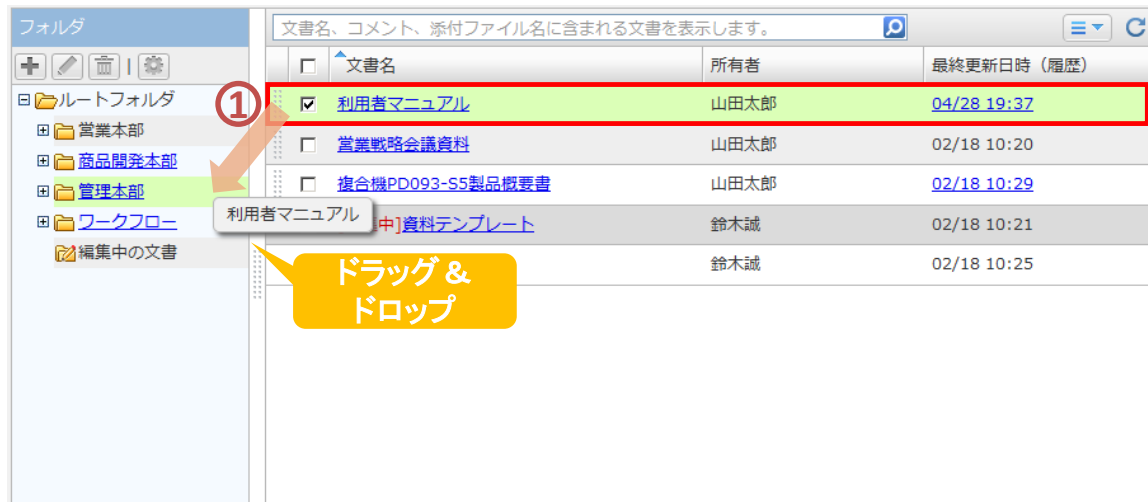 フォルダ
文書名、コメント、添付ファイル名に含まれる文書を表示します。
文書名 所有者 最終更新日時（履歴）
ルートフォルダ
①
利用者マニュアル 山田太郎 04/28 19:37
営業本部
営業戦略会議資料 山田太郎 02/18 10:20
商品開発本部
管理本部
複合機PD093-S5製品概要書 山田太郎 02/18 10:29
利用者マニュアル
ワークフロー
中]資料テンプレート 鈴木誠 02/18 10:21
編集中の文書
鈴木誠 02/18 10:25
ドラッグ＆
ドロップ